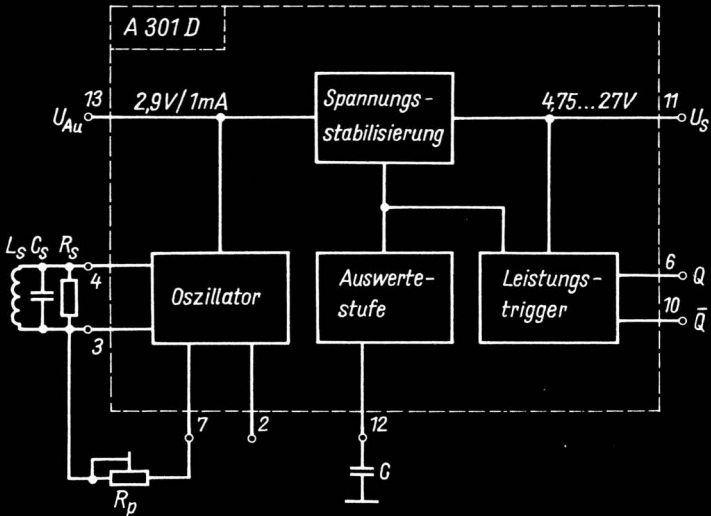 A 301 D
13
2,9V/1mA
Spannungs-
stabilisierung
4,75...27V
11
U_Au
U_S
L_S C_S R_S
4
Oszillator
Auswerte-
stufe
Leistungs-
trigger
6
Q
10
Q̅
3
7
2
12
C
R_p